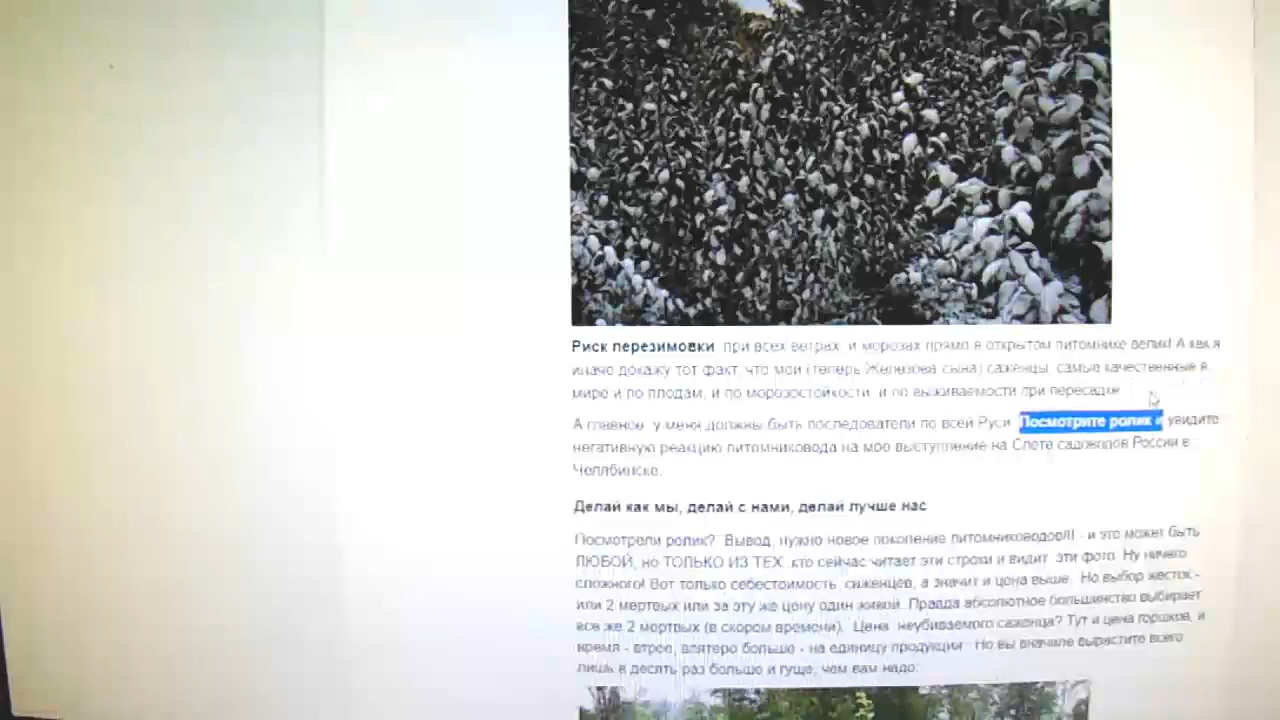 Риск перезимовки при всех ветрах и морозах прямо в открытом питомнике велик! А как я
иначе докажу тот факт что мои (теперь Железова сына) саженцы, самые качественные в
мире и по плодам, и по морозостойкости и по выживаемости при пересадке
А главное у меня должны быть последователи по всей Руси Посмотрите ролик и увидите
негативную реакцию питомниковода на мое выступление на Слете садоводов России в
Челябинске.
Делай как мы, делай с нами, делай лучше нас
Посмотрели ролик? Вывод, нужно новое поколение питомниководов!! - и это может быть
ЛЮБОЙ, но ТОЛЬКО ИЗ ТЕХ кто сейчас читает эти строки и видит эти фото. Ну ничего
сложного! Вот только себестоимость саженцев, а значит и цена выше. Но выбор жесток -
или 2 мертвых или за эту же цену один живой. Правда абсолютное большинство выбирает
все же 2 мертвых (в скором времени). Цена неубиваемого саженца? Тут и цена горшков, и
время - втрое, впятеро больше - на единицу продукции Но вы вначале вырастите всего
лишь в десять раз больше и гуще, чем вам надо.